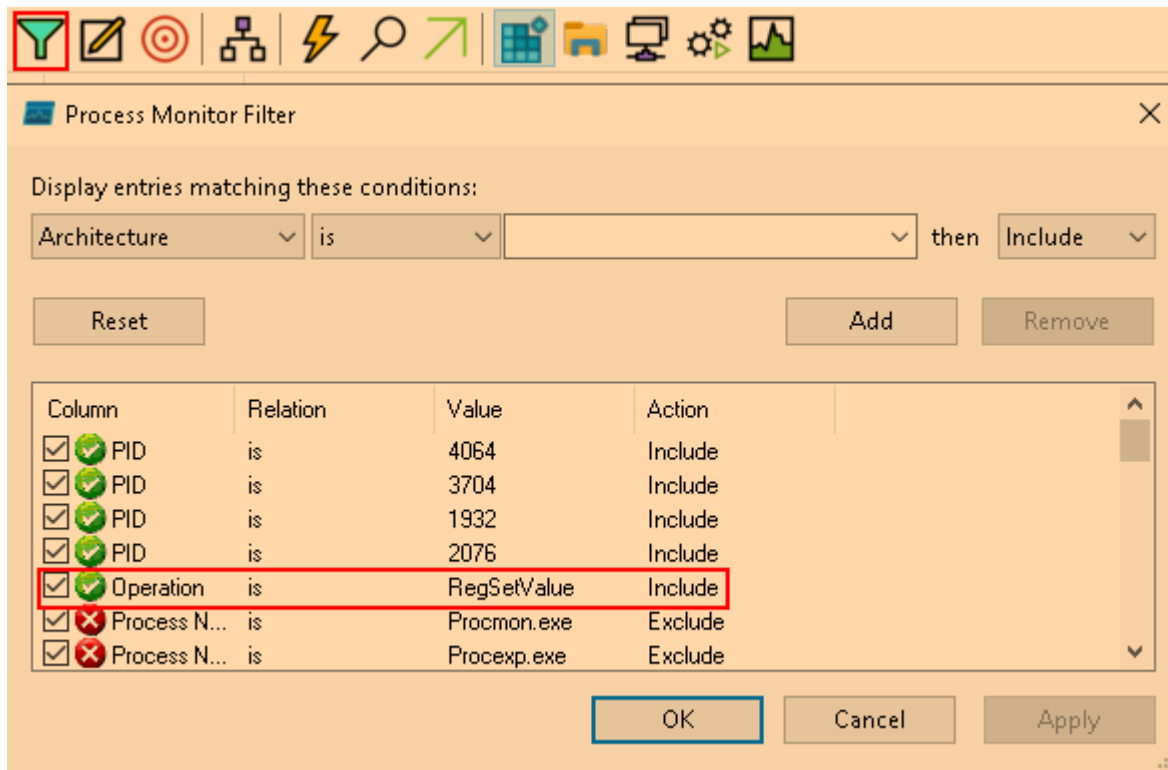 Process Monitor Filter
Display entries matching these conditions:
Architecture is then Include
Reset Add Remove
Column Relation Value Action
PID is 4064 Include
PID is 3704 Include
PID is 1932 Include
PID is 2076 Include
Operation is RegSetValue Include
Process N... is Procmon.exe Exclude
Process N... is Procexp.exe Exclude
OK Cancel Apply